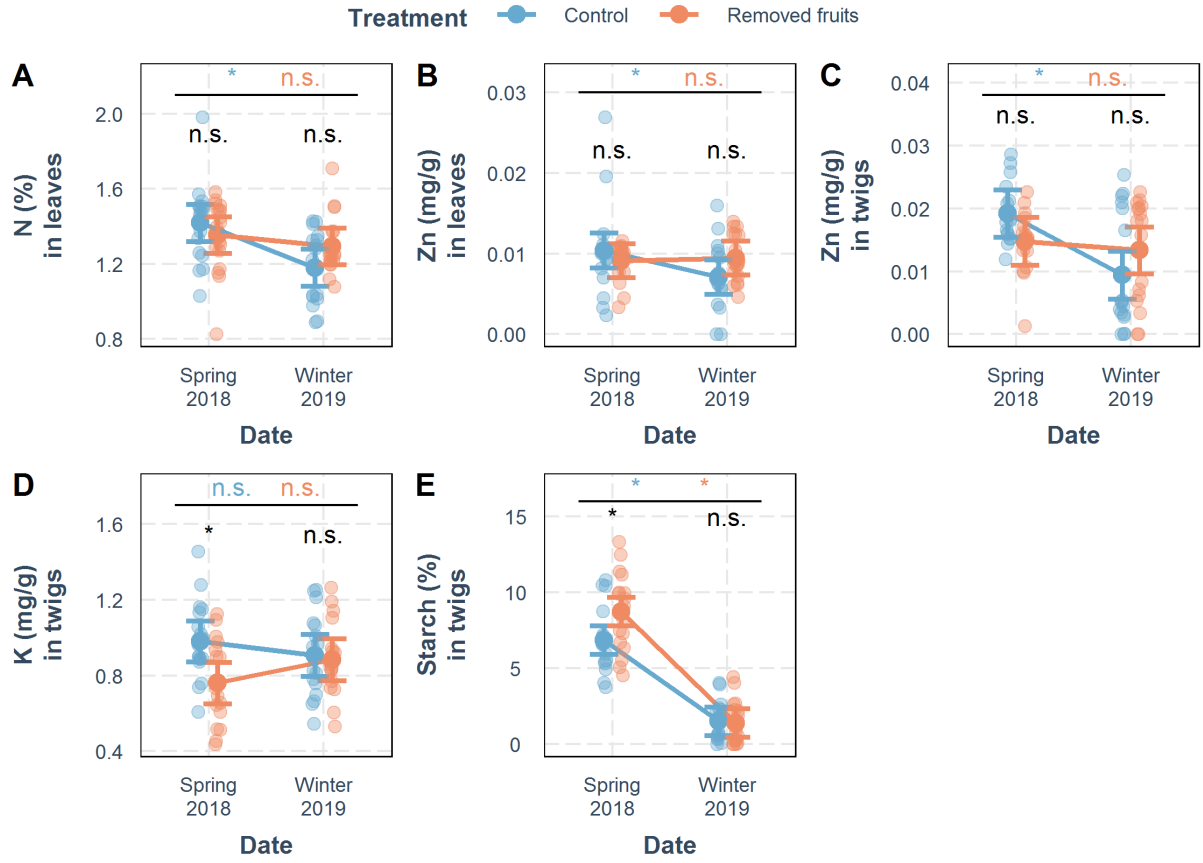 Treatment Control Removed fruits
A
* n.s.
n.s. n.s.
N (%)
in leaves
2.0
1.6
1.2
0.8
Spring
2018
Winter
2019
Date
B
* n.s.
n.s. n.s.
Zn (mg/g)
in leaves
0.03
0.02
0.01
0.00
Spring
2018
Winter
2019
Date
C
* n.s.
n.s. n.s.
Zn (mg/g)
in twigs
0.04
0.03
0.02
0.01
0.00
Spring
2018
Winter
2019
Date
D
n.s. n.s.
* n.s.
K (mg/g)
in twigs
1.6
1.2
0.8
0.4
Spring
2018
Winter
2019
Date
E
* *
* n.s.
Starch (%)
in twigs
15
10
5
0
Spring
2018
Winter
2019
Date